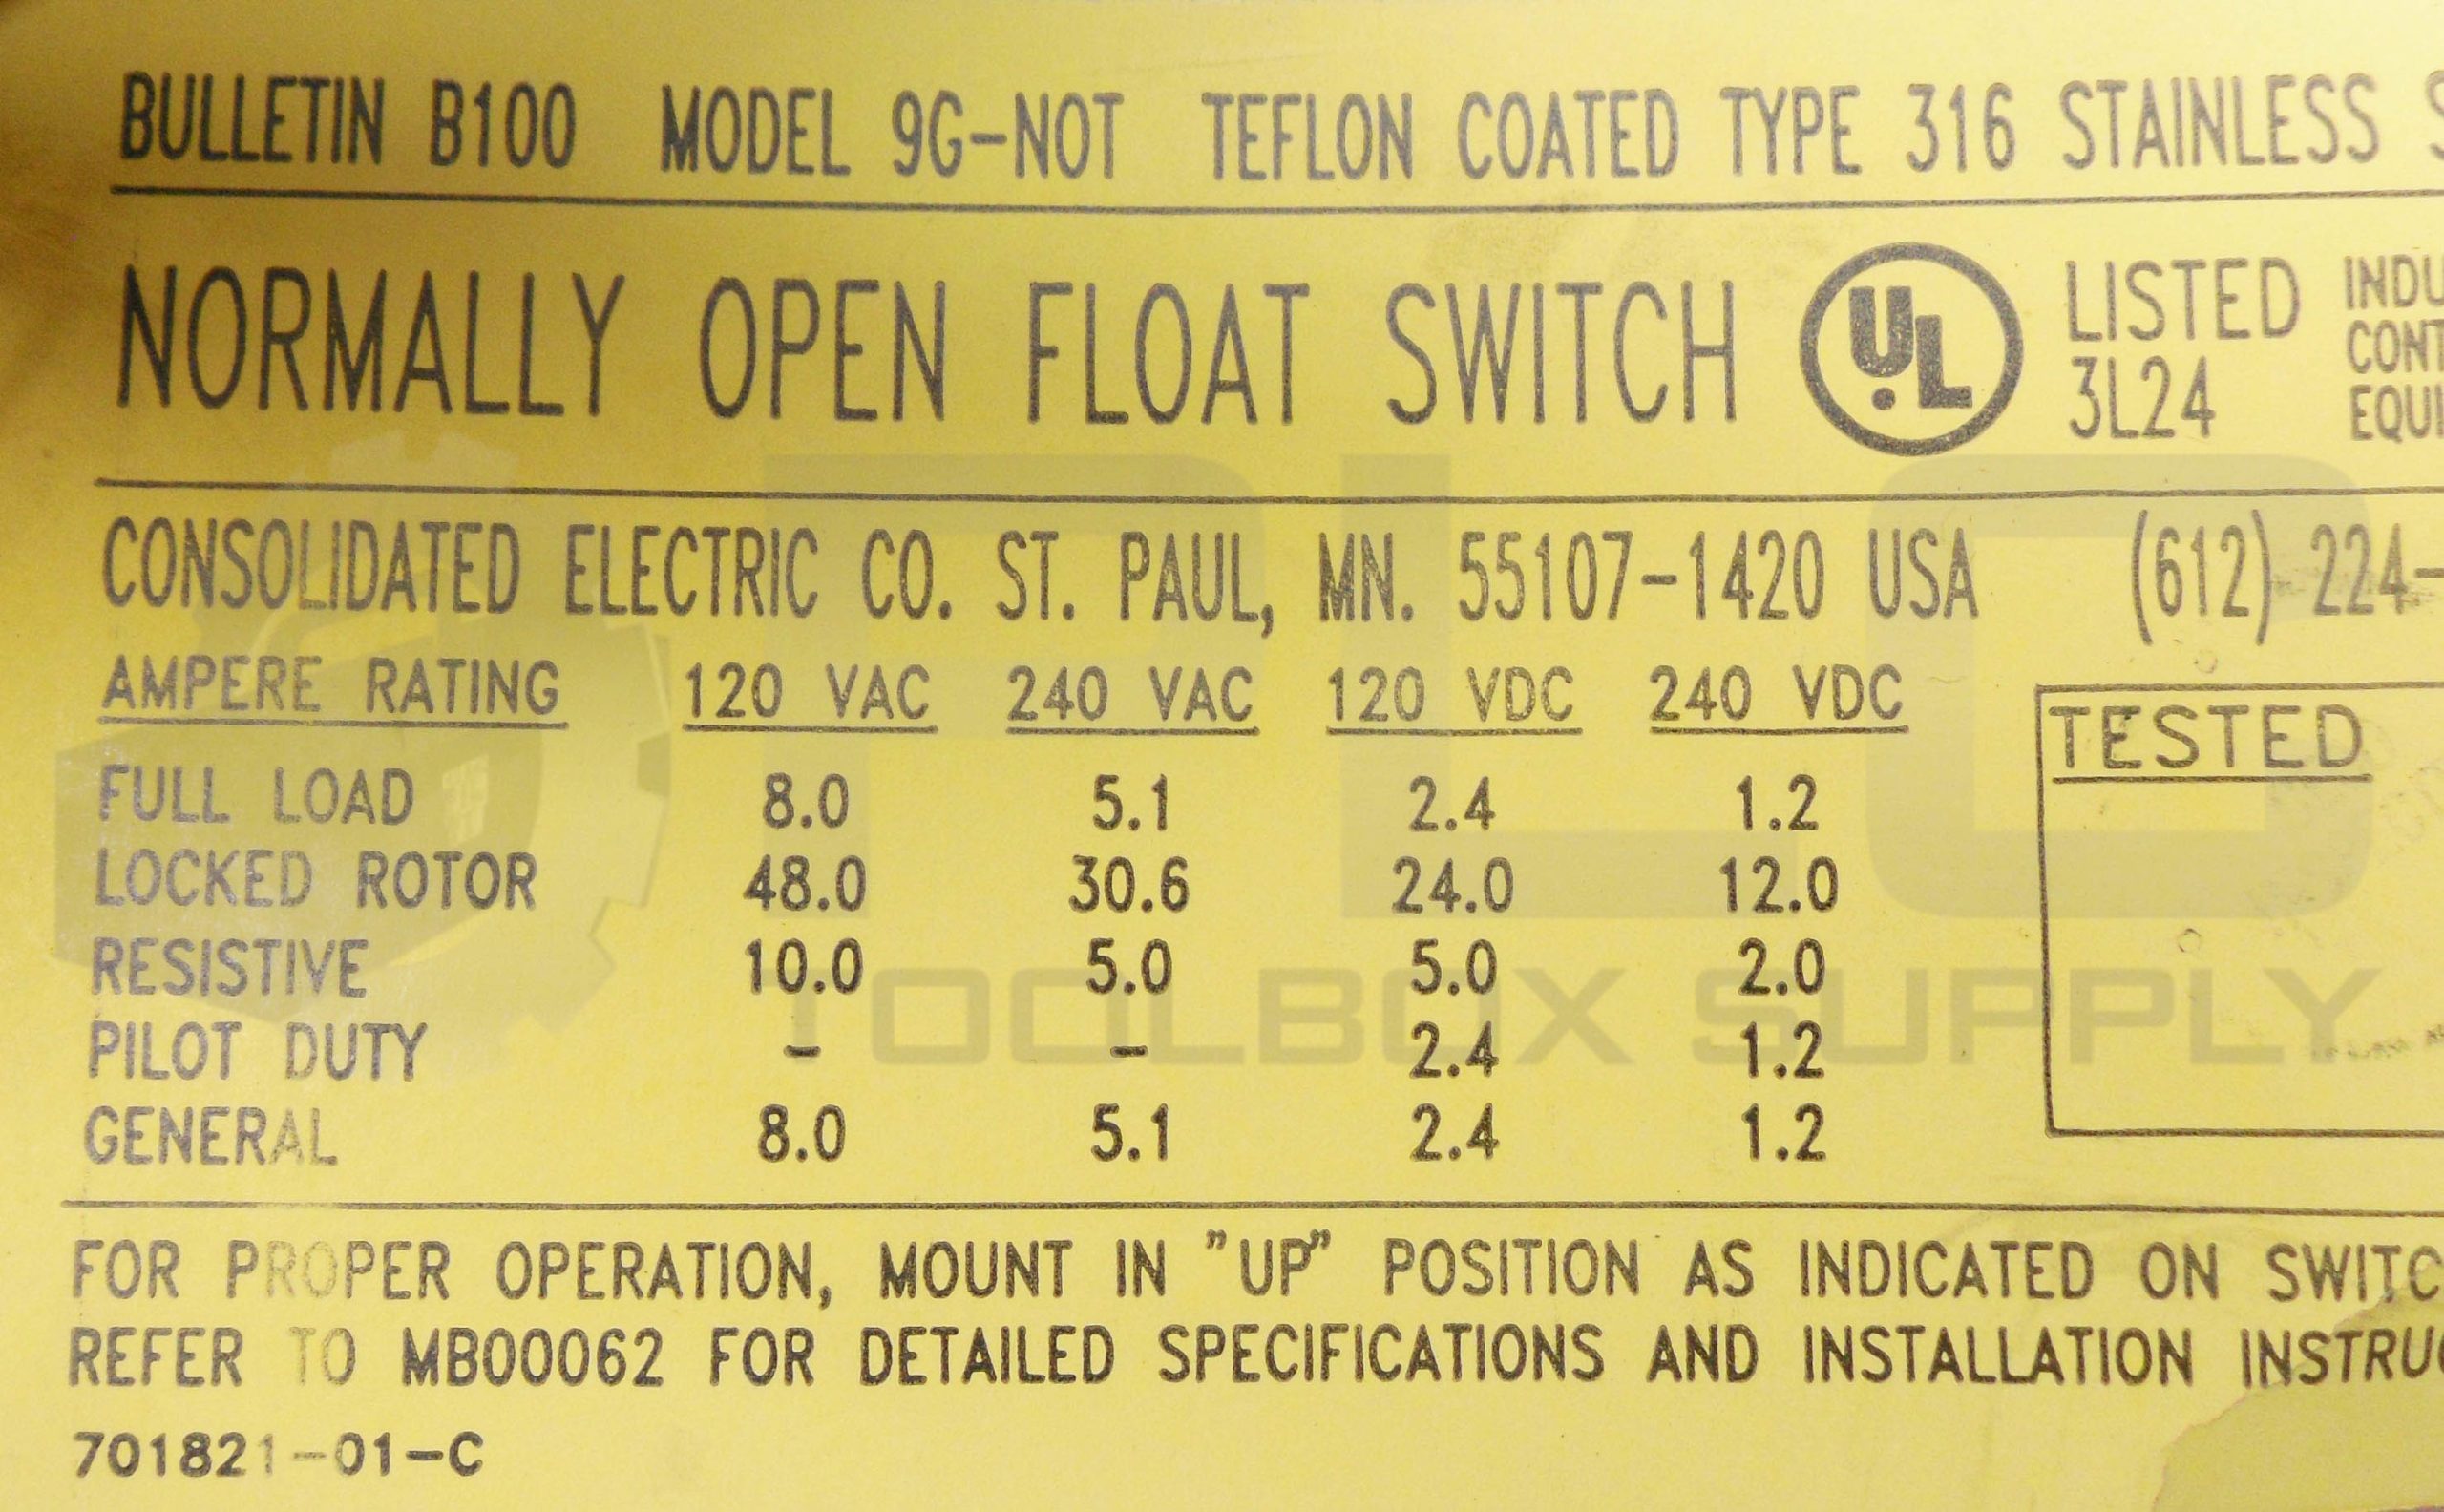 BULLETIN B100 MODEL 9G-NOT TEFLON COATED TYPE 316 STAINLESS
NORMALLY OPEN FLOAT SWITCH UL LISTED 3L24
CONSOLIDATED ELECTRIC CO. ST. PAUL, MN. 55107-1420 USA (612) 224-
AMPERE RATING 120 VAC 240 VAC 120 VDC 240 VDC
TESTED
FULL LOAD 8.0 5.1 2.4 1.2
LOCKED ROTOR 48.0 30.6 24.0 12.0
RESISTIVE 10.0 5.0 5.0 2.0
PILOT DUTY - - 2.4 1.2
GENERAL 8.0 5.1 2.4 1.2
FOR PROPER OPERATION, MOUNT IN "UP" POSITION AS INDICATED ON SWITC
REFER TO MB00062 FOR DETAILED SPECIFICATIONS AND INSTALLATION INSTRU
701821-01-C
PLC
TOOLBOX SUPPLY